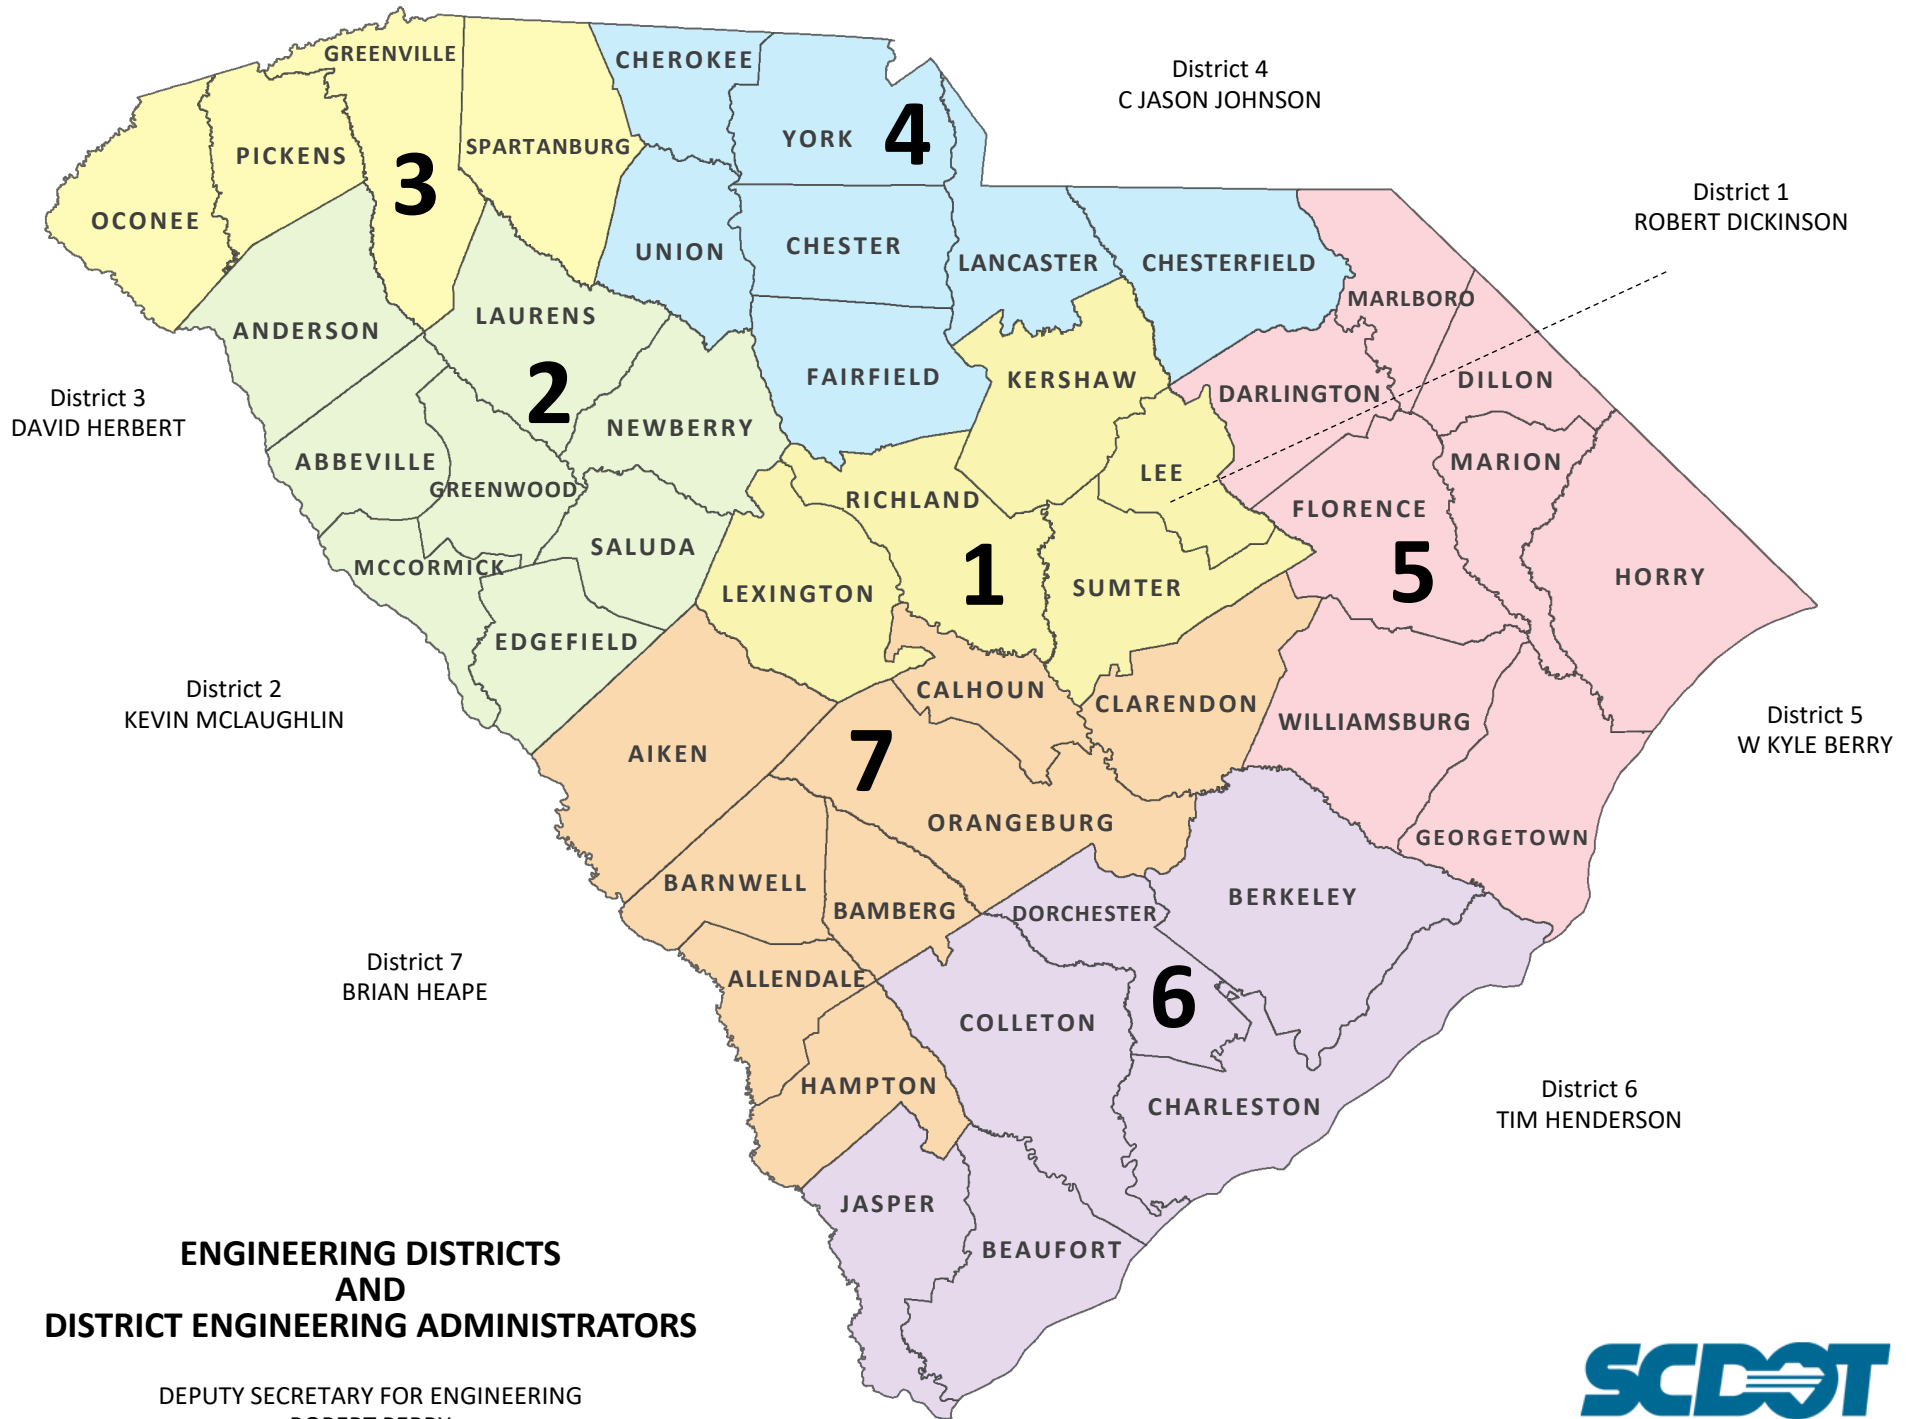 GREENVILLE
CHEROKEE
District 4
C JASON JOHNSON
YORK
4
SPARTANBURG
PICKENS
3
District 1
ROBERT DICKINSON
OCONEE
UNION
CHESTER
LANCASTER
CHESTERFIELD
MARLBORO
ANDERSON
LAURENS
2
FAIRFIELD
KERSHAW
DARLINGTON
DILLON
District 3
DAVID HERBERT
NEWBERRY
ABBEVILLE
GREENWOOD
LEE
MARION
RICHLAND
FLORENCE
SALUDA
MCCORMICK
LEXINGTON
1
SUMTER
5
HORRY
EDGEFIELD
District 2
KEVIN MCLAUGHLIN
CALHOUN
CLARENDON
WILLIAMSBURG
District 5
W KYLE BERRY
AIKEN
7
ORANGEBURG
GEORGETOWN
BARNWELL
BAMBERG
DORCHESTER
BERKELEY
District 7
BRIAN HEAPE
ALLENDALE
6
COLLETON
HAMPTON
CHARLESTON
District 6
TIM HENDERSON
JASPER
BEAUFORT
ENGINEERING DISTRICTS
AND
DISTRICT ENGINEERING ADMINISTRATORS
DEPUTY SECRETARY FOR ENGINEERING
SCDOT